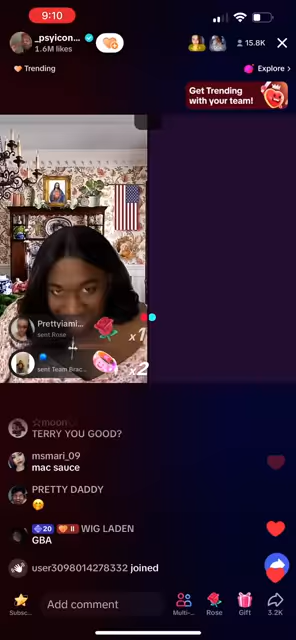 9:10
_psyicon...
1.6M likes
15.8K
Trending
Explore >
Get Trending
with your team!
Prettyiaml...
sent Rose
x1
sent Team Brac...
x2
☆moon
TERRY YOU GOOD?
msmari_09
mac sauce
PRETTY DADDY
🤭
20 II WIG LADEN
GBA
user3098014278332 joined
Add comment
Subsc...
Multi-...
Rose
Gift
3.2K